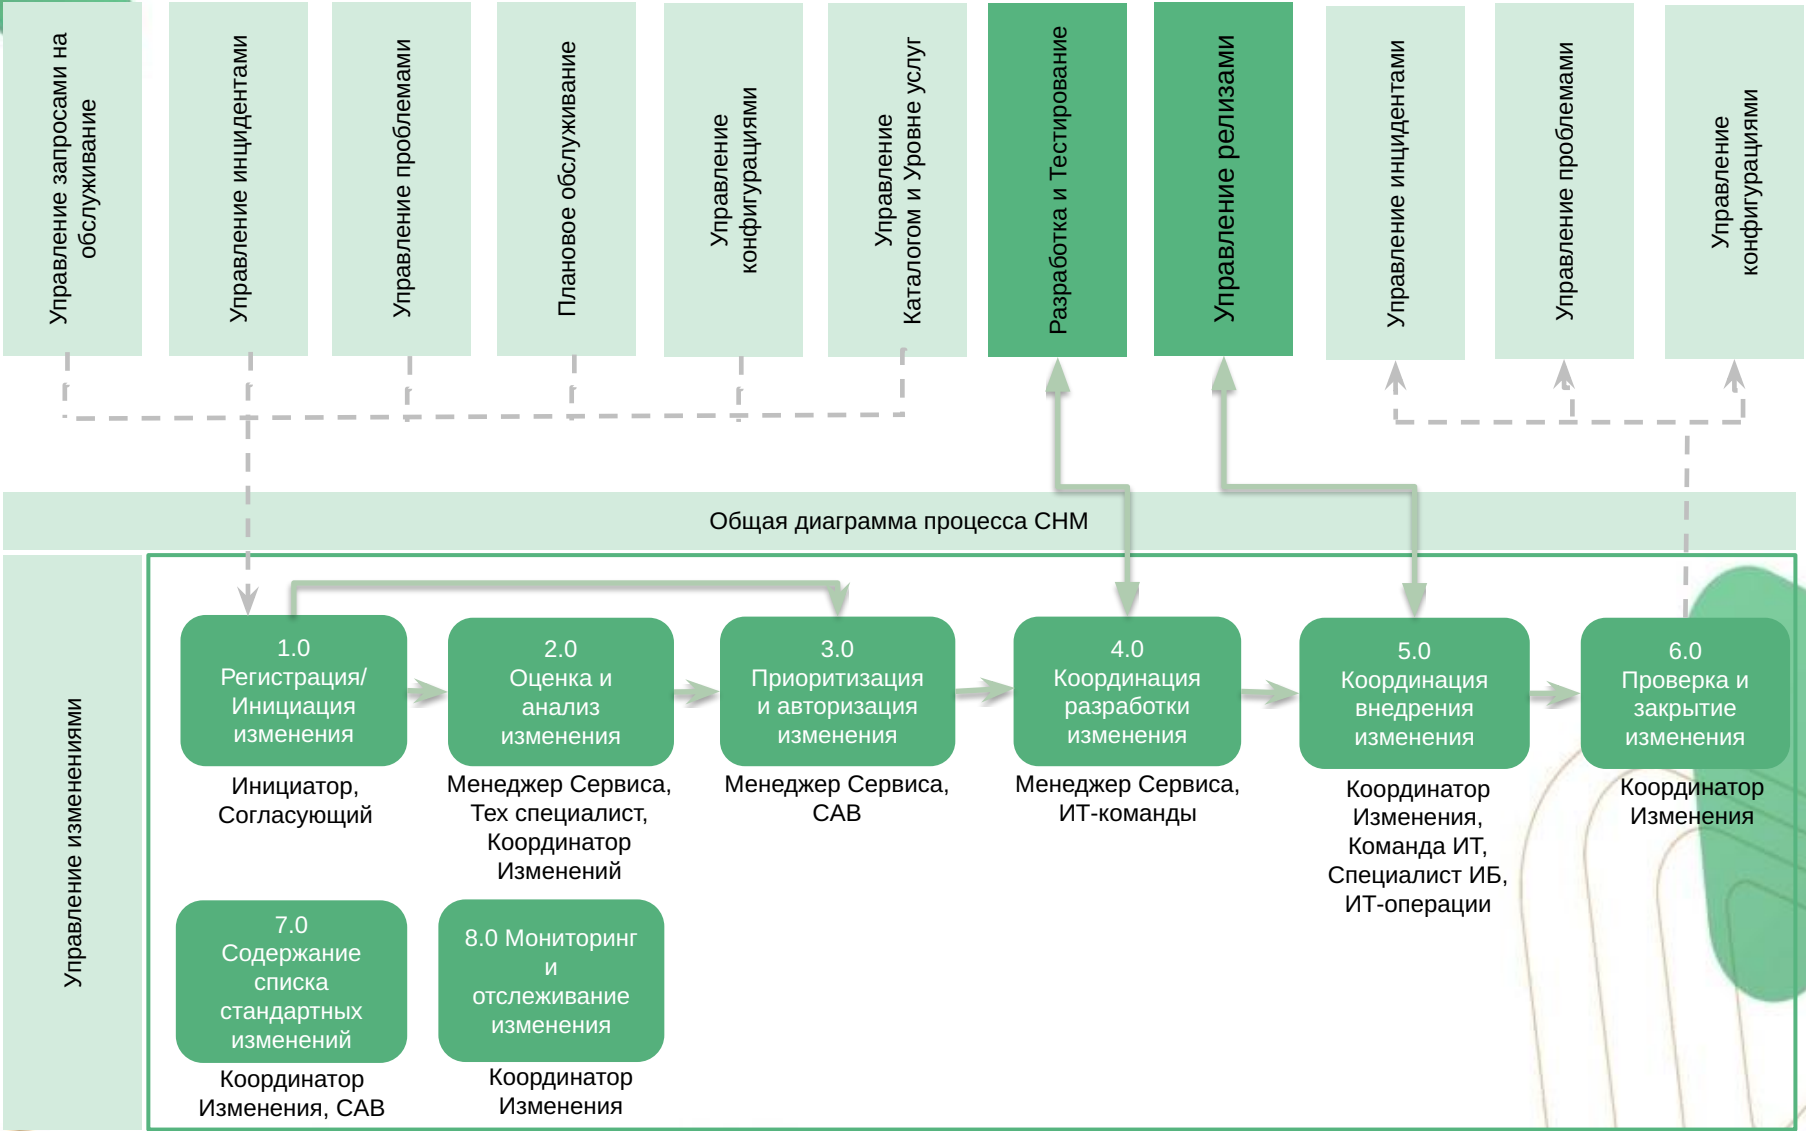 Управление запросами на
обслуживание
Управление инцидентами
Управление проблемами
Плановое обслуживание
Управление
конфигурациями
Управление
Каталогом и Уровне услуг
Разработка и Тестирование
Управление релизами
Управление инцидентами
Управление проблемами
Управление
конфигурациями
Общая диаграмма процесса CHM
Управление изменениями
1.0
Регистрация/
Инициация
изменения
Инициатор,
Согласующий
2.0
Оценка и
анализ
изменения
Менеджер Сервиса,
Тех специалист,
Координатор
Изменений
3.0
Приоритизация
и авторизация
изменения
Менеджер Сервиса,
CAB
4.0
Координация
разработки
изменения
Менеджер Сервиса,
ИТ-команды
5.0
Координация
внедрения
изменения
Координатор
Изменения,
Команда ИТ,
Специалист ИБ,
ИТ-операции
6.0
Проверка и
закрытие
изменения
Координатор
Изменения
7.0
Содержание
списка
стандартных
изменений
Координатор
Изменения, CAB
8.0 Мониторинг
и
отслеживание
изменения
Координатор
Изменения